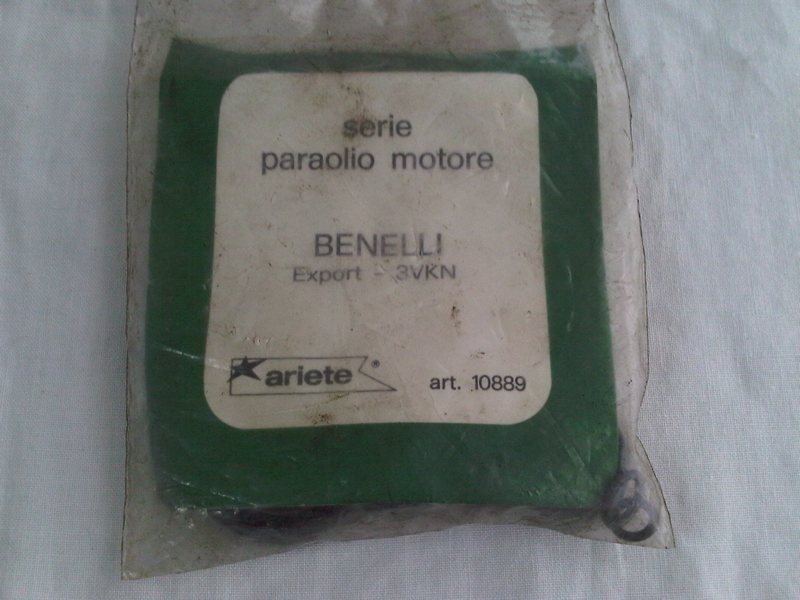 serie
paraolio motore
BENELLI
Export - 3VKN
ariete ®
art. 10889